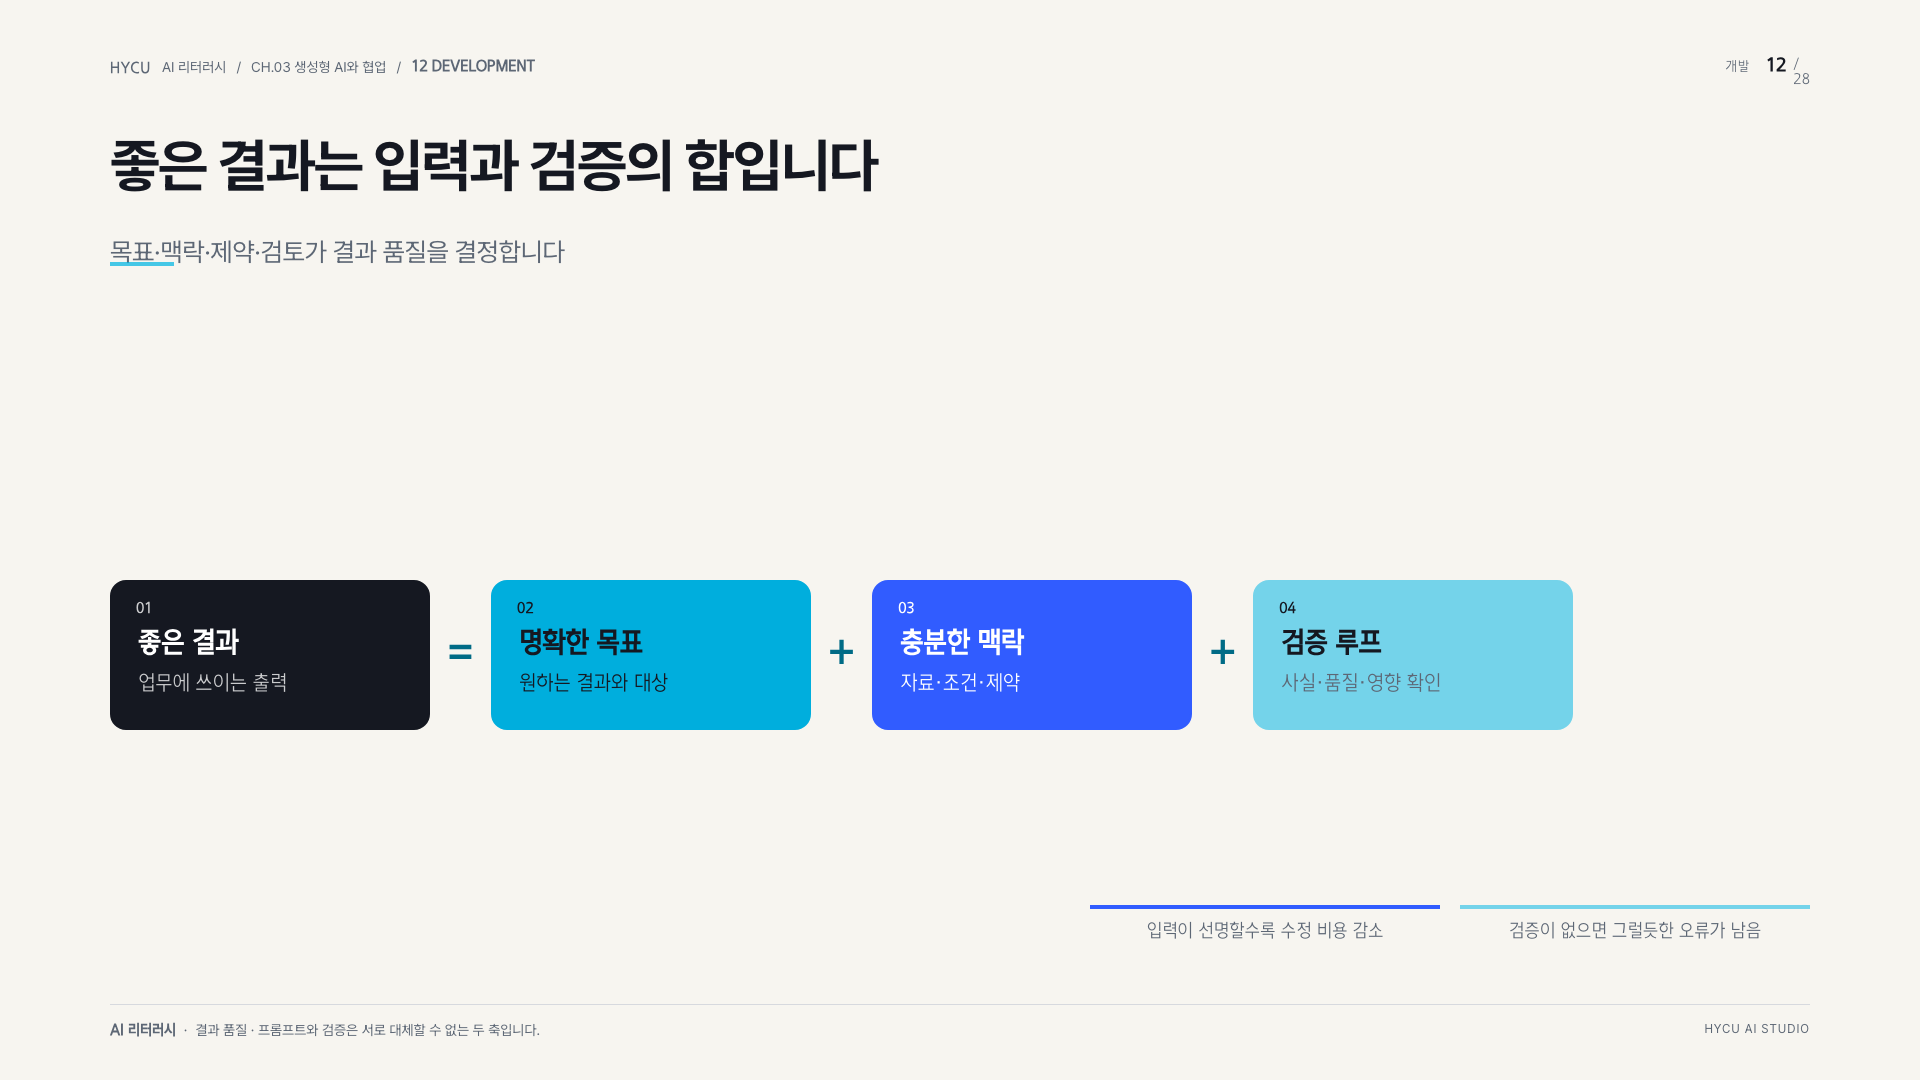 HYCU AI 리터러시 / CH.03 생성형 AI와 협업 / 12 DEVELOPMENT
개발 12 /
28
좋은 결과는 입력과 검증의 합입니다
목표·맥락·제약·검토가 결과 품질을 결정합니다
01
좋은 결과
업무에 쓰이는 출력
=
02
명확한 목표
원하는 결과와 대상
+
03
충분한 맥락
자료·조건·제약
+
04
검증 루프
사실·품질·영향 확인
입력이 선명할수록 수정 비용 감소
검증이 없으면 그럴듯한 오류가 남음
AI 리터러시 · 결과 품질 · 프롬프트와 검증은 서로 대체할 수 없는 두 축입니다.
HYCU AI STUDIO